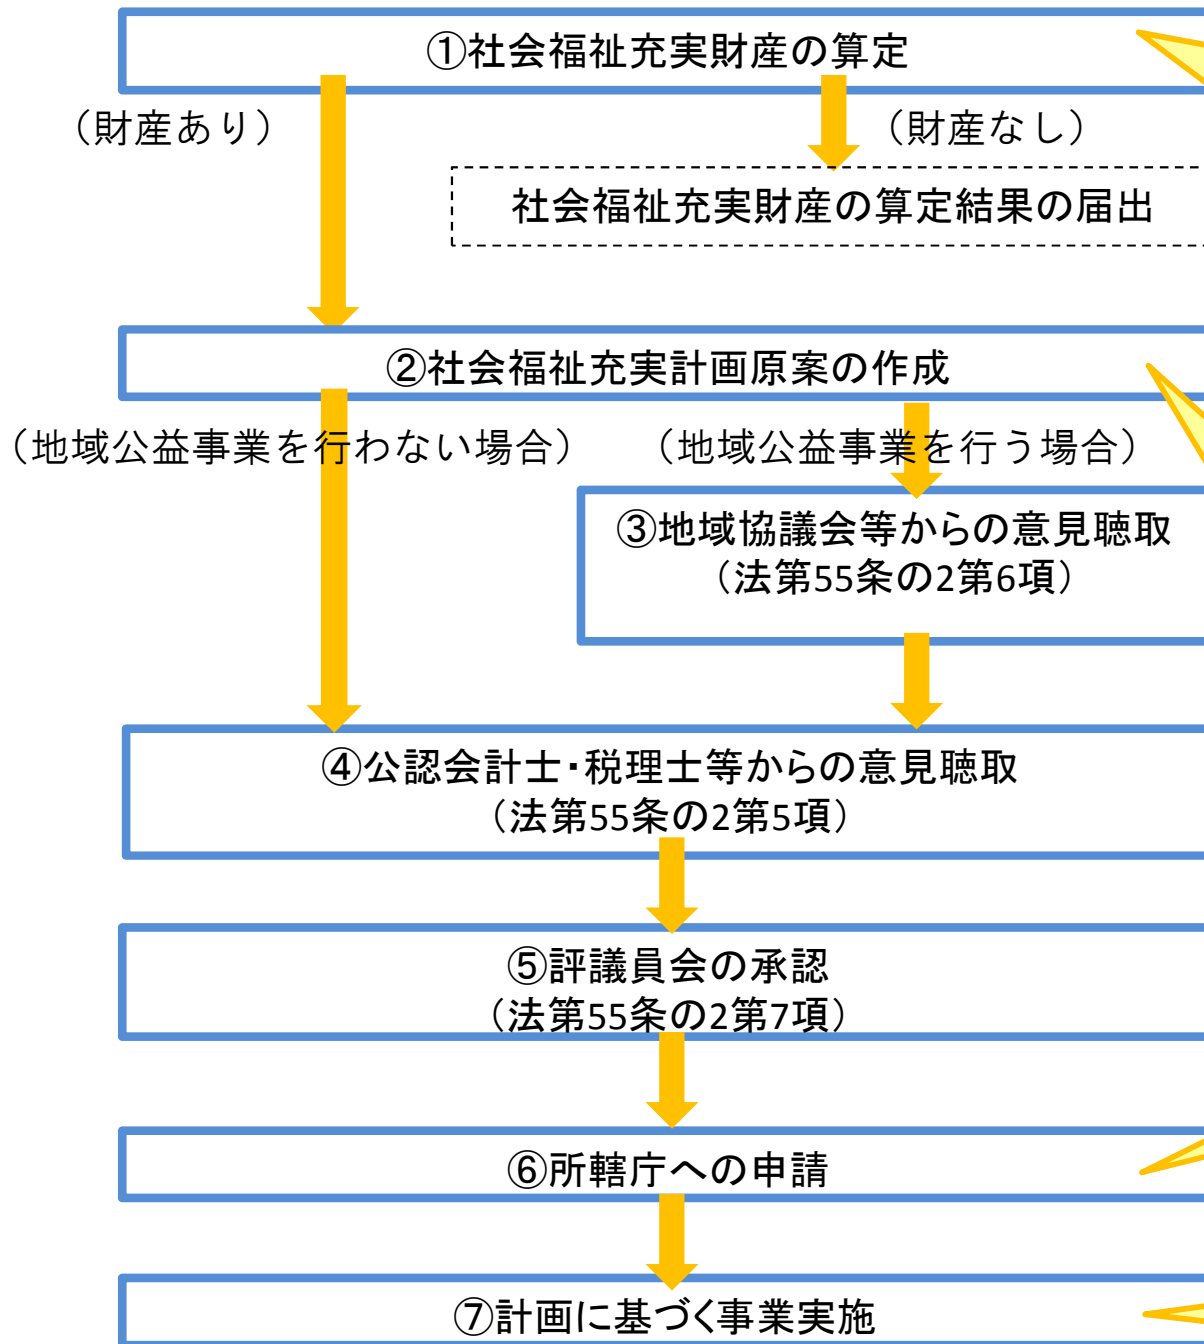 ①社会福祉充実財産の算定
（財産あり）
（財産なし）
社会福祉充実財産の算定結果の届出
②社会福祉充実計画原案の作成
（地域公益事業を行わない場合）
（地域公益事業を行う場合）
③地域協議会等からの意見聴取
（法第55条の2第6項）
④公認会計士・税理士等からの意見聴取
（法第55条の2第5項）
⑤評議員会の承認
（法第55条の2第7項）
⑥所轄庁への申請
⑦計画に基づく事業実施